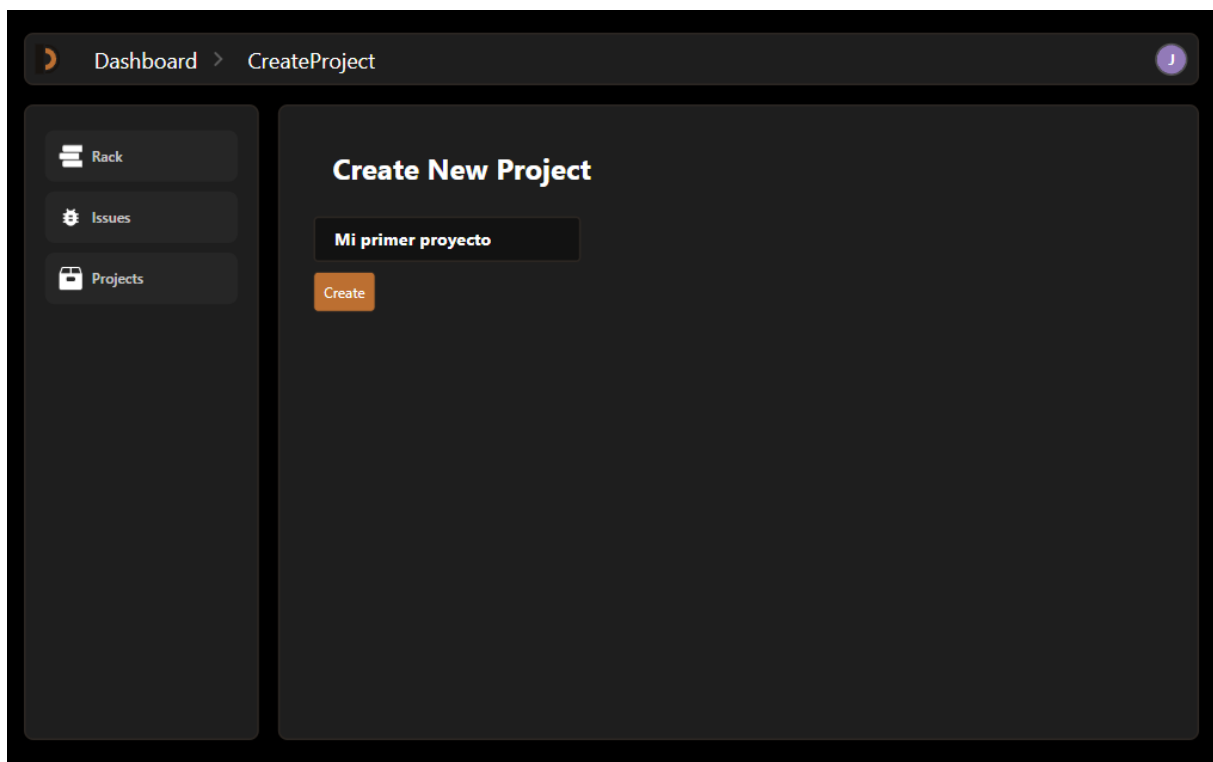 Dashboard > CreateProject
J
Rack
Issues
Projects
Create New Project
Mi primer proyecto
Create